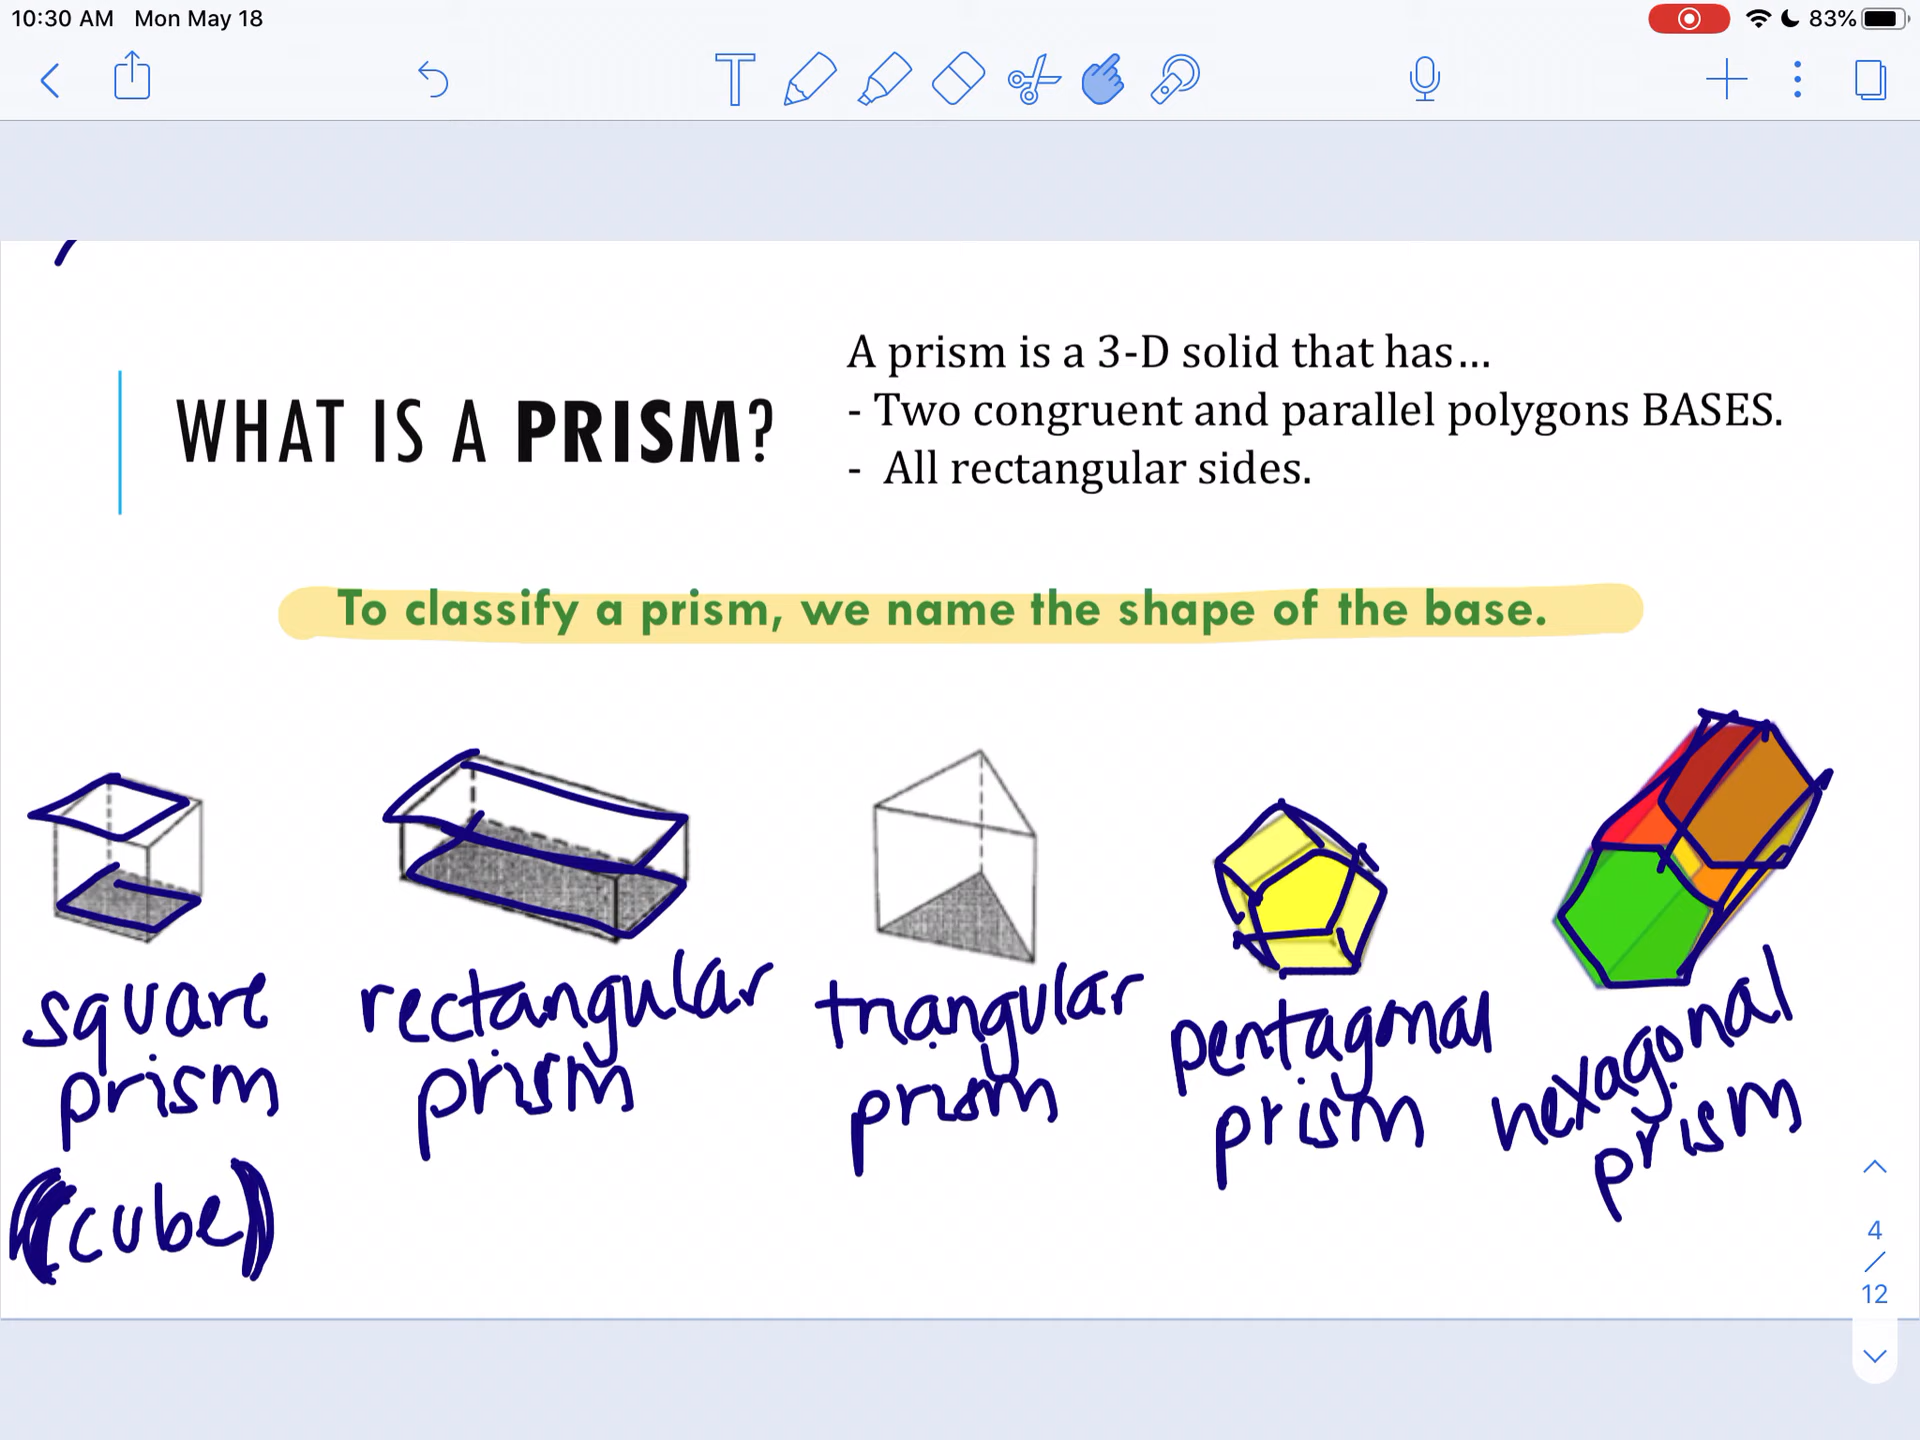 10:30 AM Mon May 18
83%
T
WHAT IS A PRISM?
A prism is a 3-D solid that has...
- Two congruent and parallel polygons BASES.
- All rectangular sides.
To classify a prism, we name the shape of the base.
square
prism
(cube)
rectangular
prism
triangular
prism
pentagonal
prism
hexagonal
prism
4
/
12